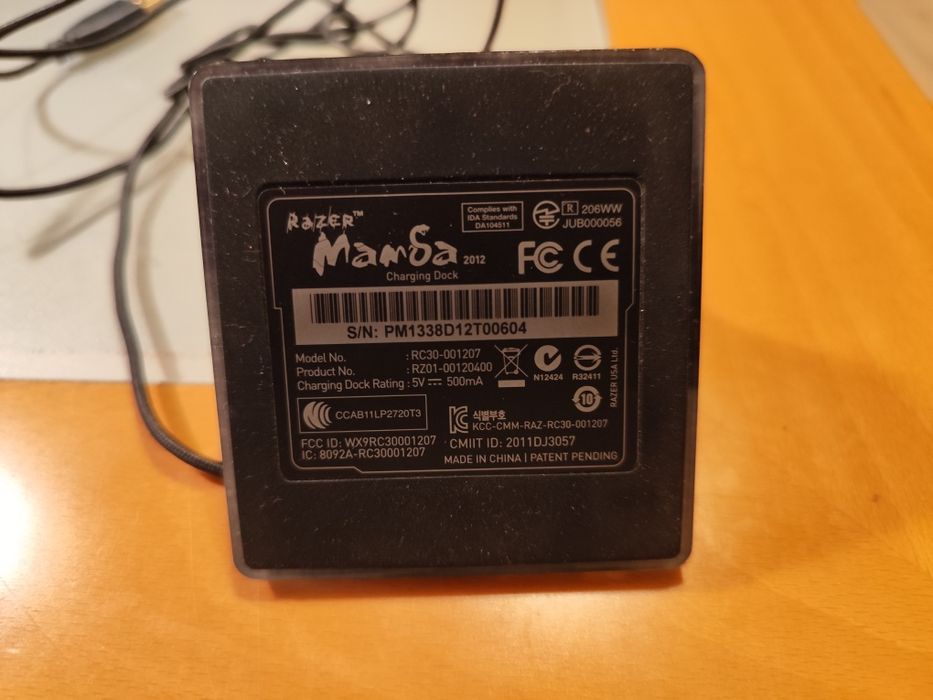 RAZER™
Mamba 2012
Charging Dock
Complies with
IDA Standards
DA104511
R 206WW
JUB000056
FC CE
S/N: PM1338D12T00604
Model No. : RC30-001207
Product No. : RZ01-00120400
Charging Dock Rating : 5V ⎓ 500mA
N12424
R32411
10
RAZER USA Ltd.
CCAB11LP2720T3
식별부호
KCC-CMM-RAZ-RC30-001207
FCC ID: WX9RC30001207
IC: 8092A-RC30001207
CMIIT ID: 2011DJ3057
MADE IN CHINA | PATENT PENDING